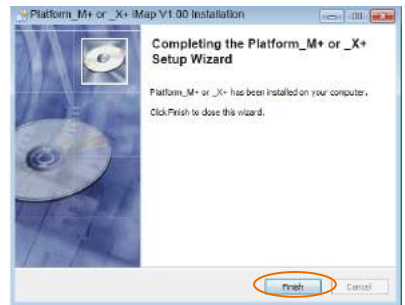 Platform_M+ or _X+ iMap V1.00 Installation
Completing the Platform_M+ or _X+
Setup Wizard
Platform_M+ or _X+ has been installed on your computer.
Click Finish to close this wizard.
Finish
Cancel